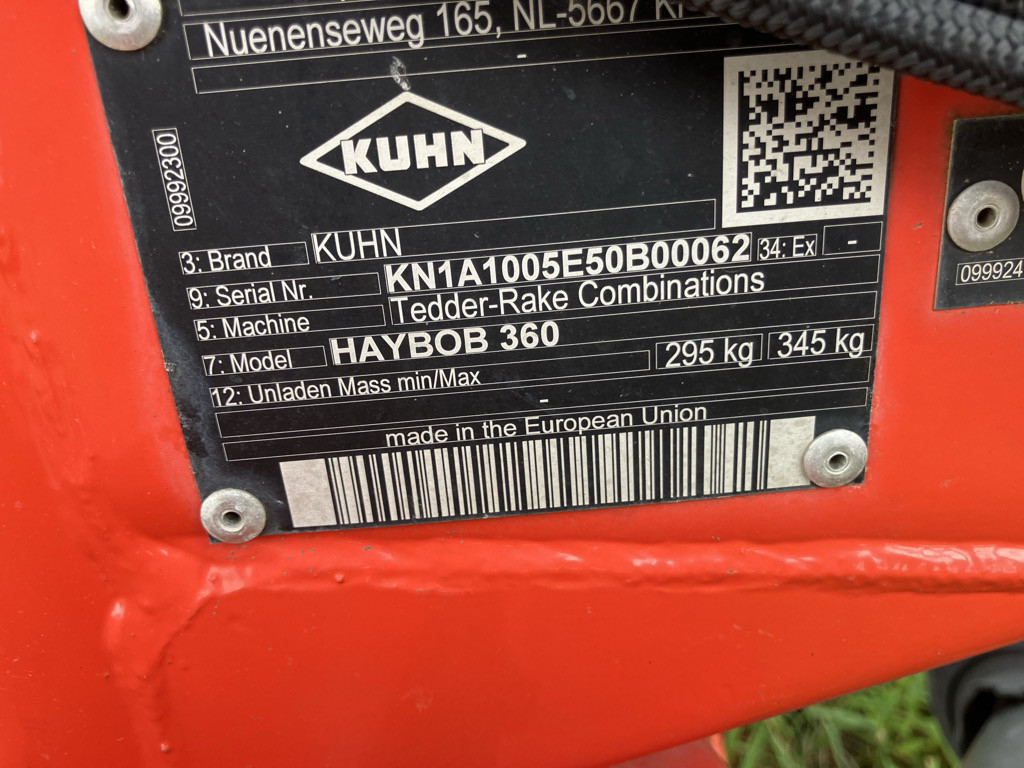 Nuenenseweg 165, NL-5667
-
KUHN
09992300
3: Brand KUHN
9: Serial Nr. KN1A1005E50B00062 34: Ex -
5: Machine Tedder-Rake Combinations
7: Model HAYBOB 360
12: Unladen Mass min/Max 295 kg 345 kg
-
made in the European Union
099924